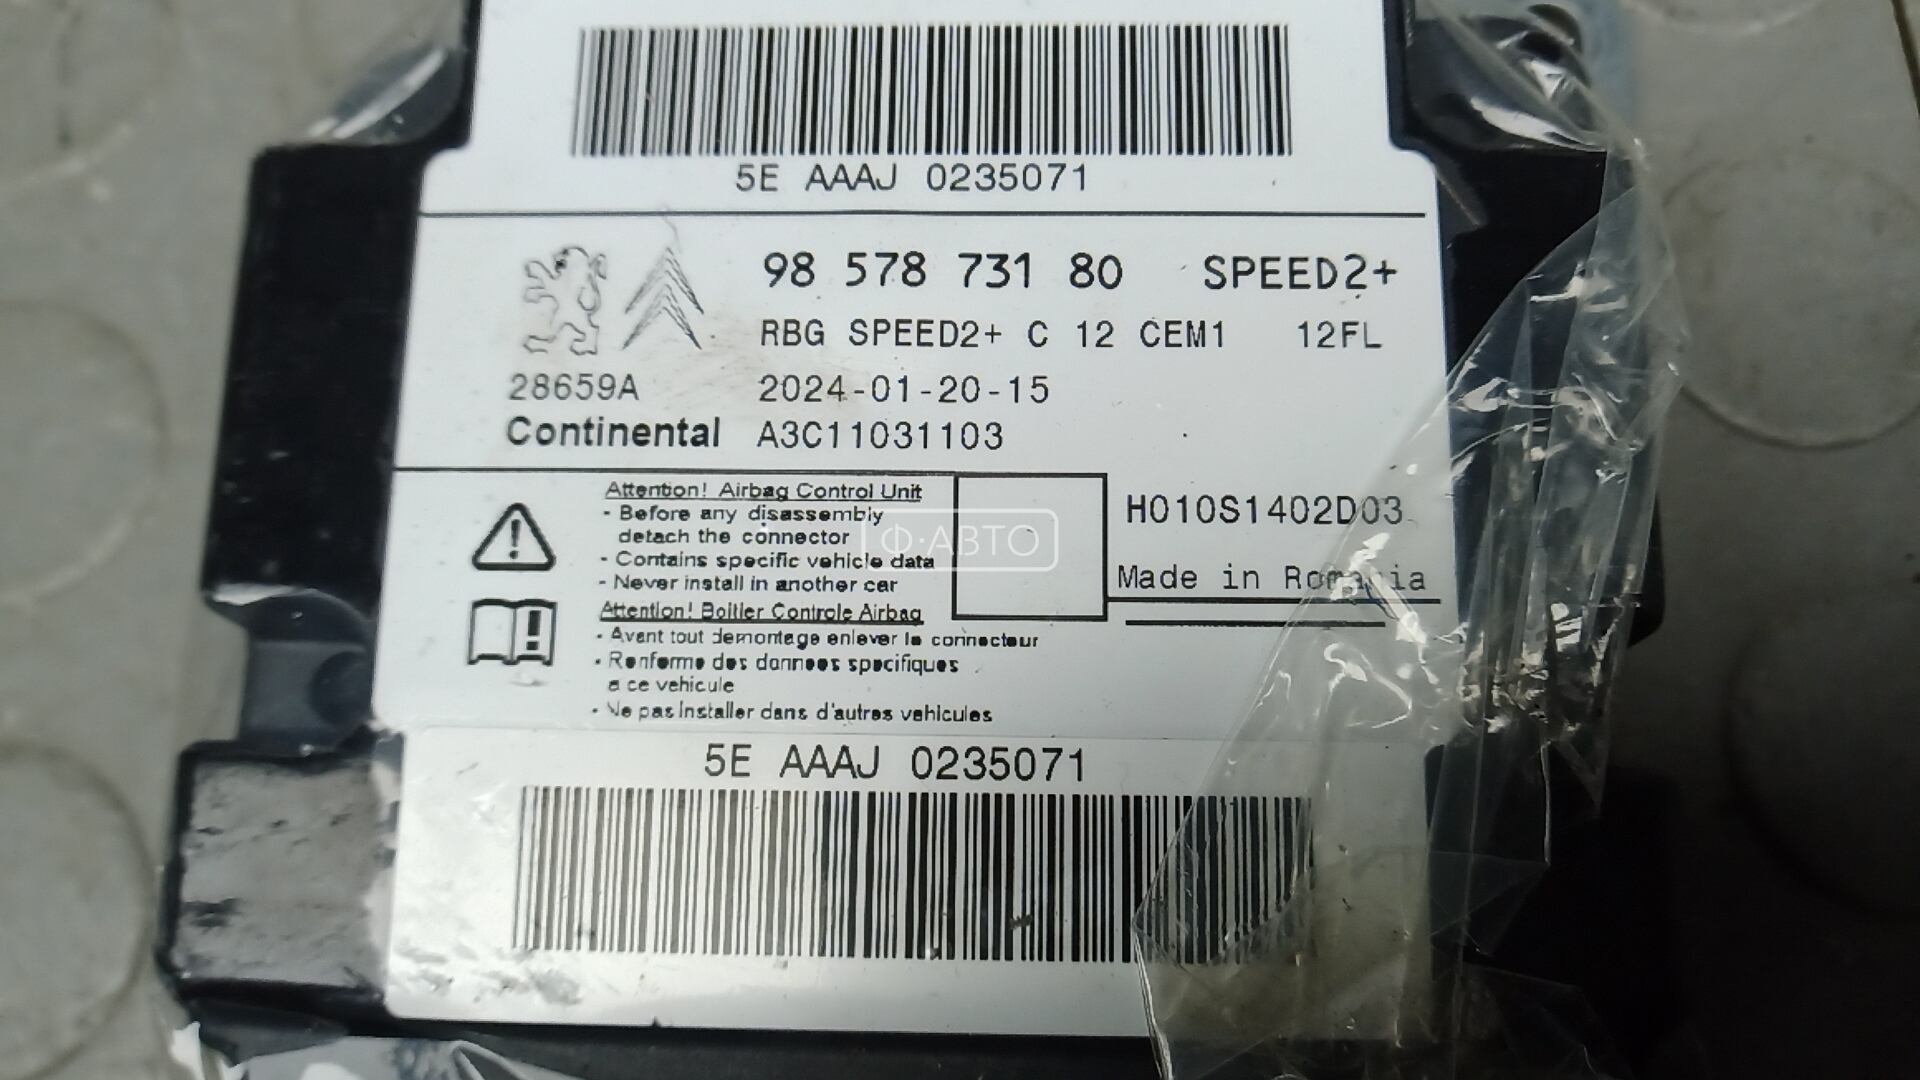 5E AAAJ 0235071
98 578 731 80 SPEED2+
RBG SPEED2+ C 12 CEM1 12FL
28659A 2024-01-20-15
Continental A3C11031103
Attention! Airbag Control Unit
- Before any disassembly
detach the connector
- Contains specific vehicle data
- Never install in another car
Ф·АВТО
H010S1402D03
Made in Romania
Attention! Boitier Controle Airbag
- Avant tout demontage enlever le connecteur
- Renferme des donnees specifiques
a ce vehicule
- Ne pas installer dans d'autres vehicules
5E AAAJ 0235071